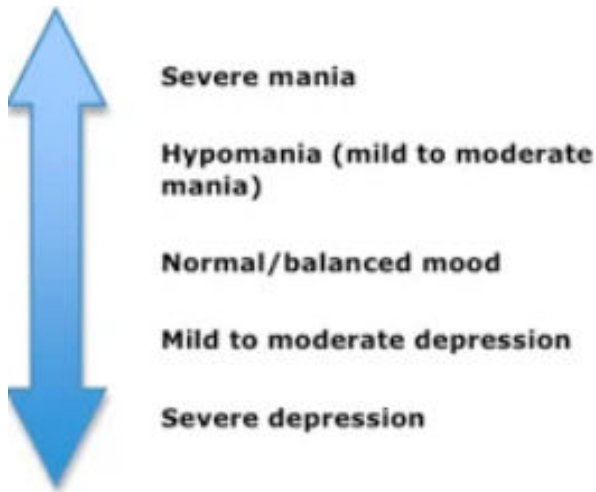 Severe mania
Hypomania (mild to moderate
mania)
Normal/balanced mood
Mild to moderate depression
Severe depression